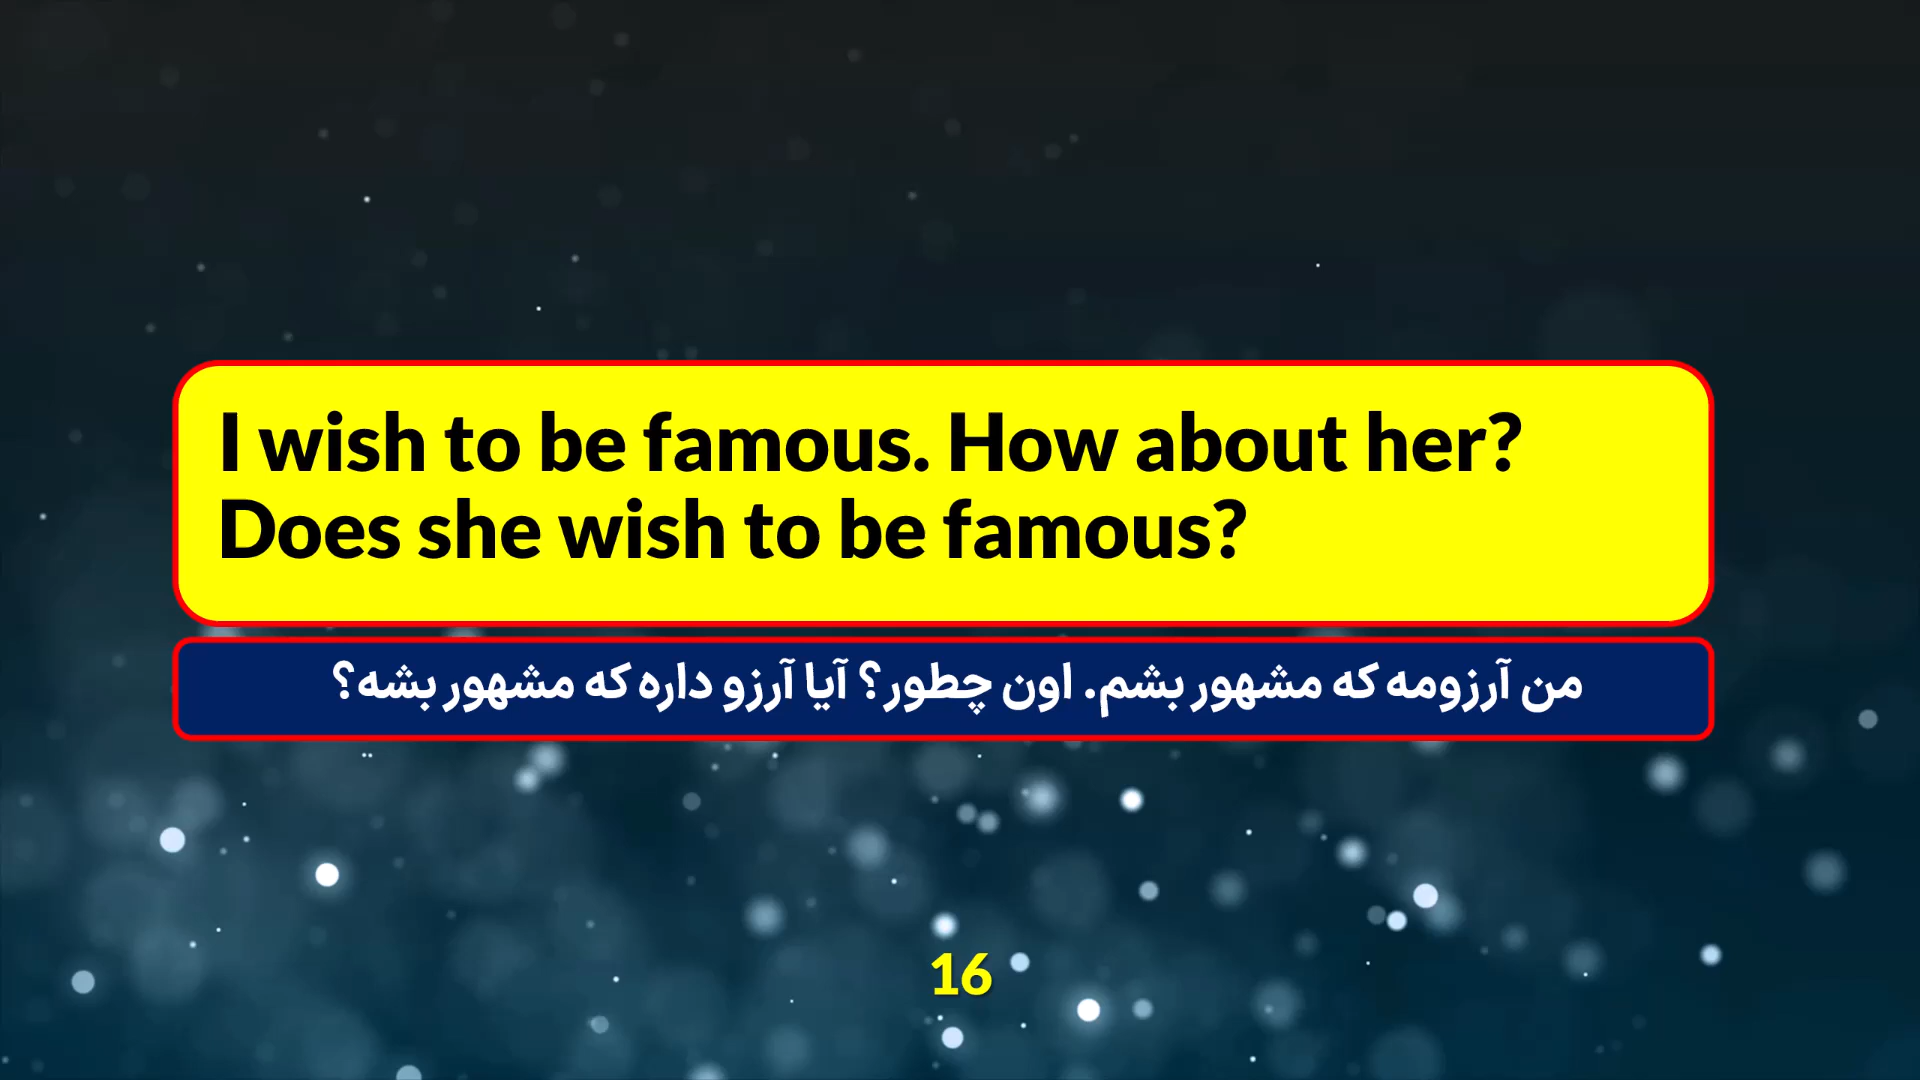 I wish to be famous. How about her?
Does she wish to be famous?
من آرزومه که مشهور بشم. اون چطور؟ آیا آرزو داره که مشهور بشه؟
16